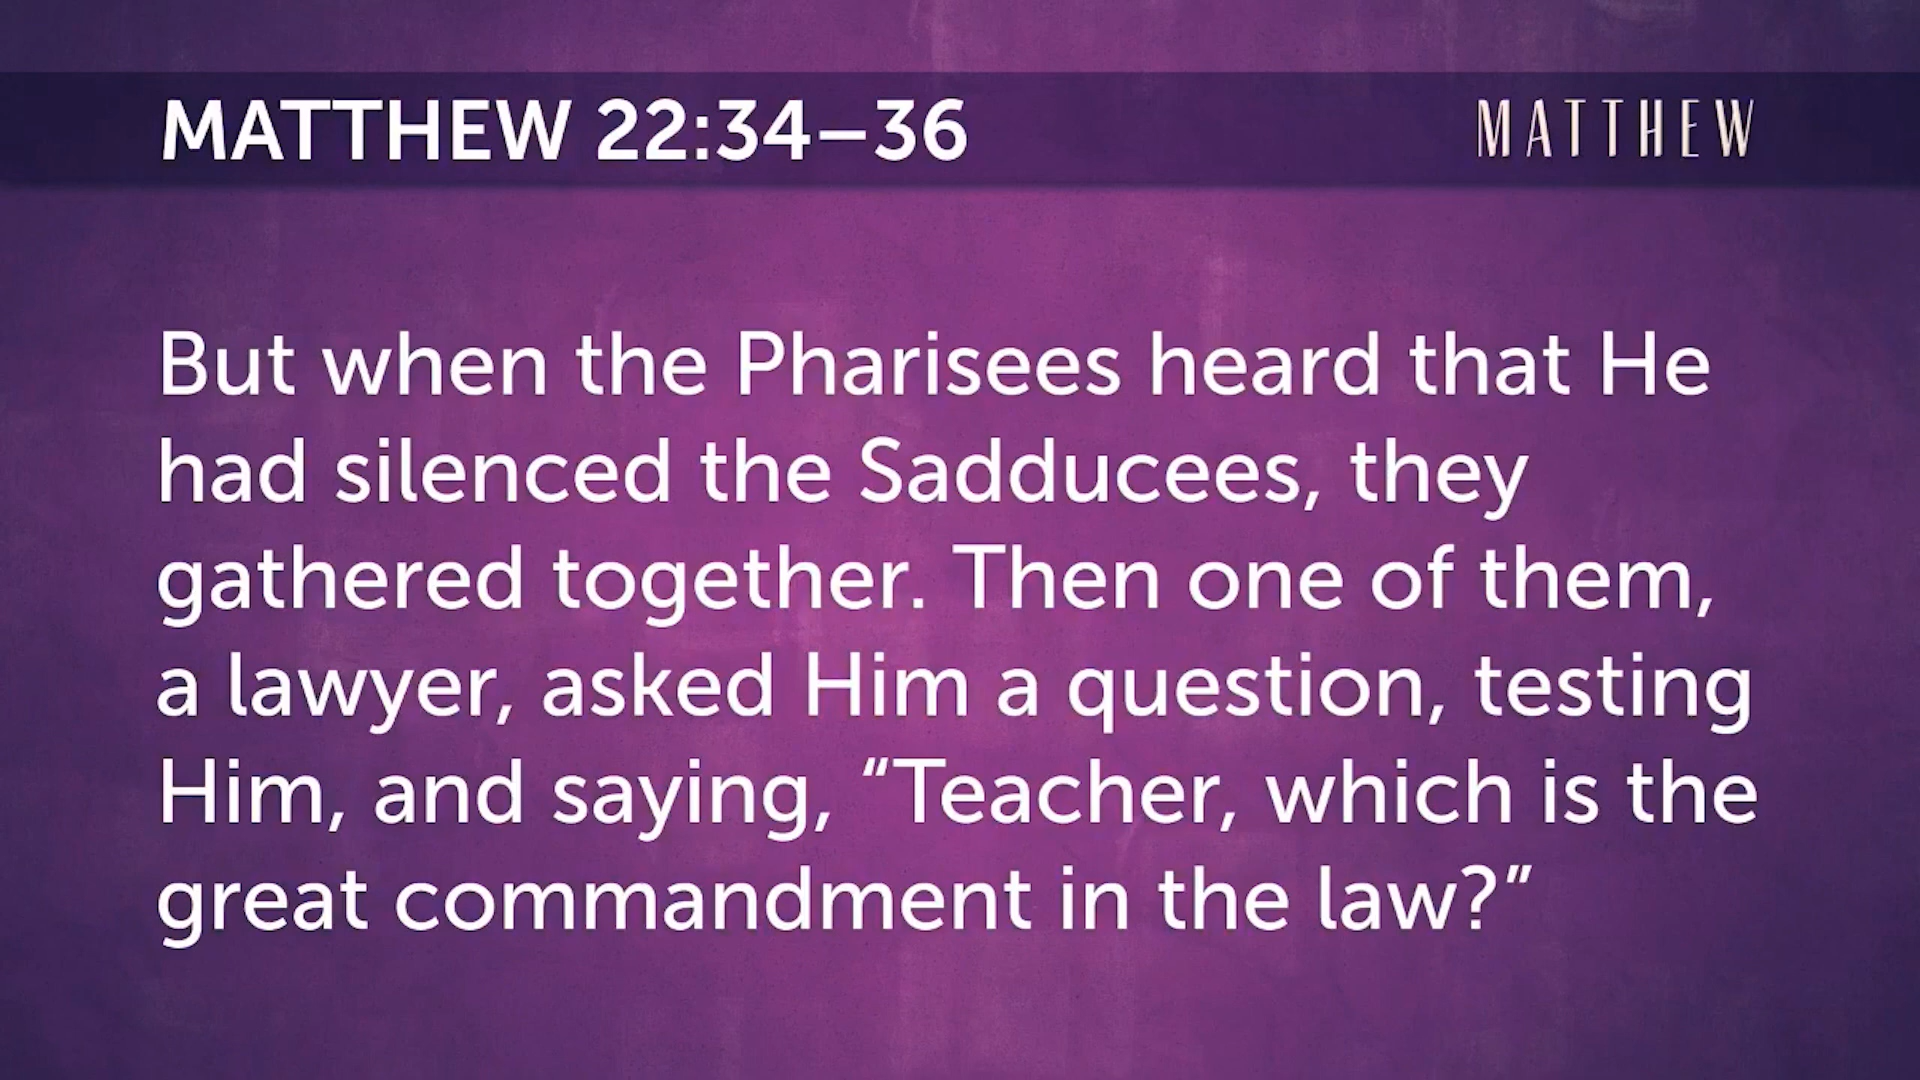 MATTHEW 22:34–36
MATTHEW
But when the Pharisees heard that He
had silenced the Sadducees, they
gathered together. Then one of them,
a lawyer, asked Him a question, testing
Him, and saying, “Teacher, which is the
great commandment in the law?”